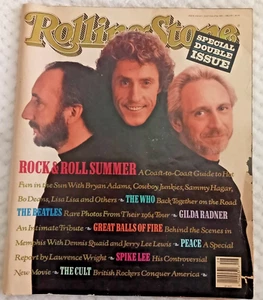 Rolling Stone
SPECIAL
DOUBLE
ISSUE
ROCK & ROLL SUMMER A Coast-to-Coast Guide to Hot
Fun in the Sun With Bryan Adams, Cowboy Junkies, Sammy Hagar,
Bo Deans, Lisa Lisa and Others THE WHO Back Together on the Road
THE BEATLES Rare Photos From Their 1964 Tour GILDA RADNER
An Intimate Tribute GREAT BALLS OF FIRE Behind the Scenes in
Memphis With Dennis Quaid and Jerry Lee Lewis PEACE A Special
Report by Lawrence Wright SPIKE LEE His Controversial
New Movie THE CULT British Rockers Conquer America